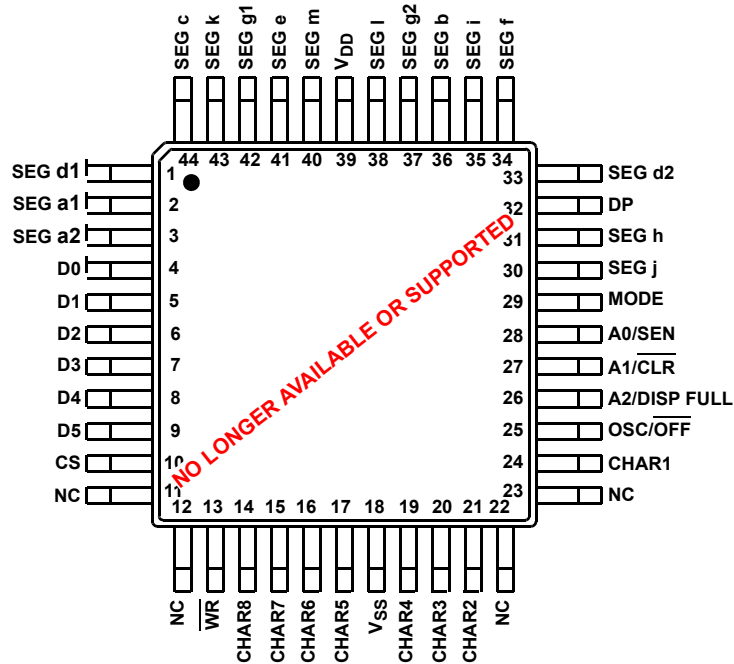 SEG c
SEG k
SEG g1
SEG e
SEG m
VDD
SEG l
SEG g2
SEG b
SEG i
SEG f
44 43 42 41 40 39 38 37 36 35 34
SEG d1 1
SEG a1 2
SEG a2 3
D0 4
D1 5
D2 6
D3 7
D4 8
D5 9
CS 10
NC 11
33 SEG d2
32 DP
31 SEG h
30 SEG j
29 MODE
28 A0/SEN
27 A1/CLR
26 A2/DISP FULL
25 OSC/OFF
24 CHAR1
23 NC
NO LONGER AVAILABLE OR SUPPORTED
12 13 14 15 16 17 18 19 20 21 22
NC
WR
CHAR8
CHAR7
CHAR6
CHAR5
VSS
CHAR4
CHAR3
CHAR2
NC